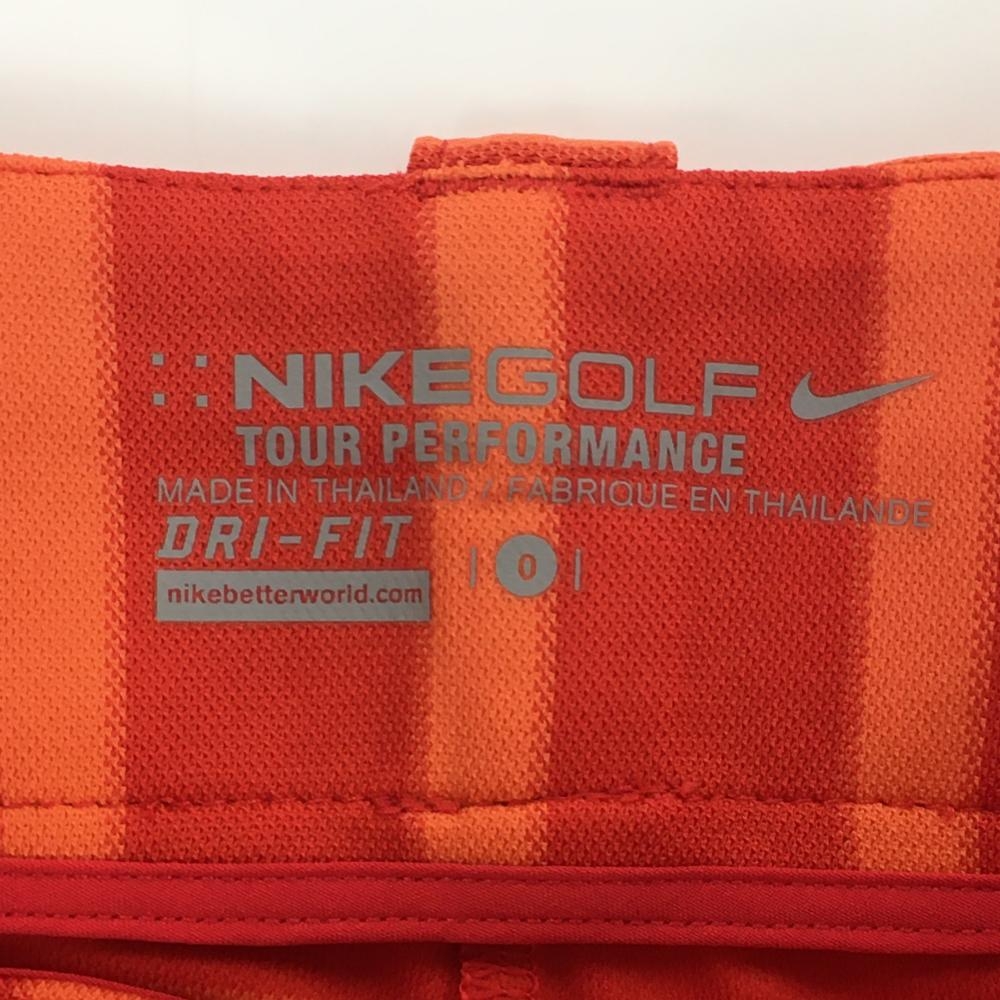 NIKEGOLF
TOUR PERFORMANCE
MADE IN THAILAND / FABRIQUE EN THAILANDE
DRI-FIT
0
nikebetterworld.com